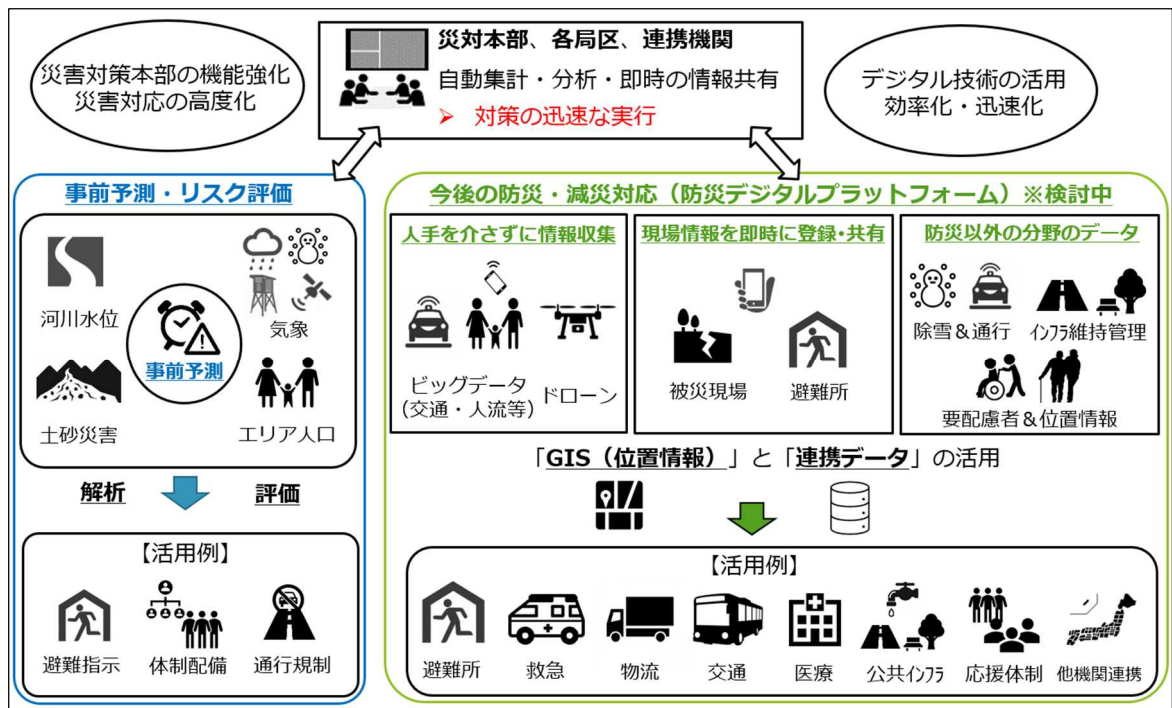 災害対策本部の機能強化
災害対応の高度化
災対本部、各局区、連携機関
自動集計・分析・即時の情報共有
➢ 対策の迅速な実行
デジタル技術の活用
効率化・迅速化
事前予測・リスク評価
河川水位
気象
事前予測
土砂災害
エリア人口
解析
評価
【活用例】
避難指示
体制配備
通行規制
今後の防災・減災対応（防災デジタルプラットフォーム）※検討中
人手を介さずに情報収集
ビッグデータ
(交通・人流等)
ドローン
現場情報を即時に登録・共有
被災現場
避難所
防災以外の分野のデータ
除雪＆通行
インフラ維持管理
要配慮者＆位置情報
「GIS（位置情報）」と「連携データ」の活用
【活用例】
避難所
救急
物流
交通
医療
公共インフラ
応援体制
他機関連携